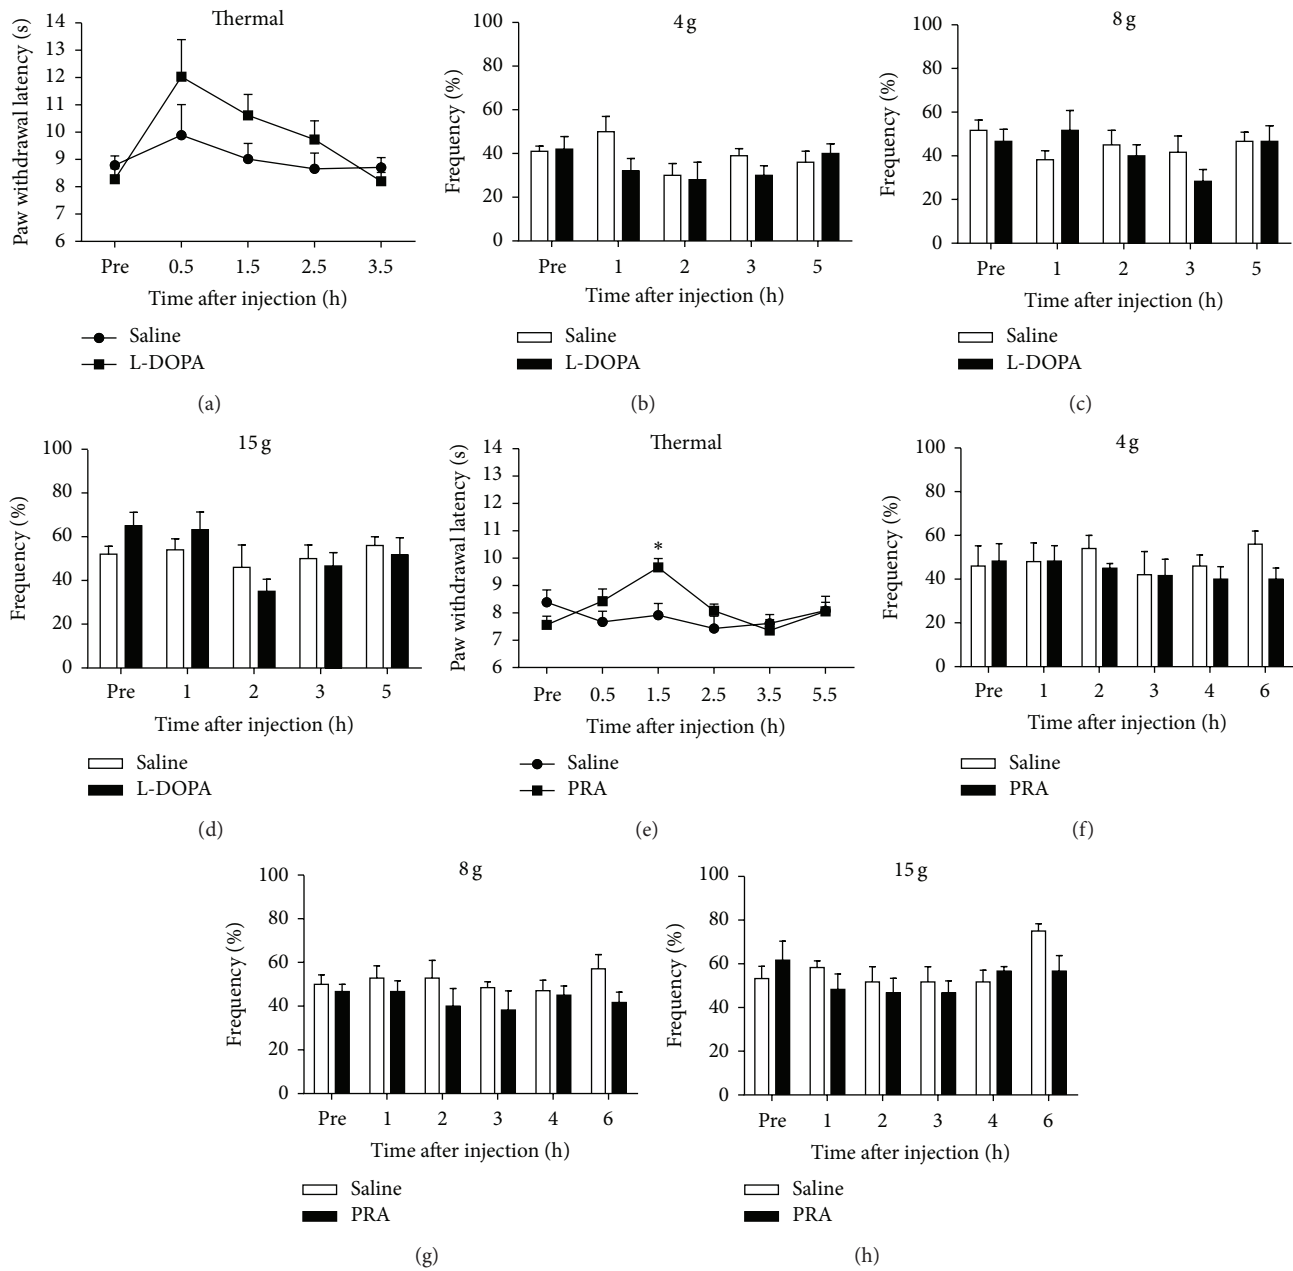 Thermal
Paw withdrawal latency (s)
14
13
12
11
10
9
8
7
6
Pre 0.5 1.5 2.5 3.5
Time after injection (h)
Saline
L-DOPA
(a)
4 g
Frequency (%)
100
80
60
40
20
0
Pre 1 2 3 5
Time after injection (h)
Saline
L-DOPA
(b)
8 g
Frequency (%)
100
80
60
40
20
0
Pre 1 2 3 5
Time after injection (h)
Saline
L-DOPA
(c)
15 g
Frequency (%)
100
80
60
40
20
0
Pre 1 2 3 5
Time after injection (h)
Saline
L-DOPA
(d)
Thermal
Paw withdrawal latency (s)
14
13
12
11
10
9
8
7
6
*
Pre 0.5 1.5 2.5 3.5 5.5
Time after injection (h)
Saline
PRA
(e)
4 g
Frequency (%)
100
80
60
40
20
0
Pre 1 2 3 4 6
Time after injection (h)
Saline
PRA
(f)
8 g
Frequency (%)
100
80
60
40
20
0
Pre 1 2 3 4 6
Time after injection (h)
Saline
PRA
(g)
15 g
Frequency (%)
100
80
60
40
20
0
Pre 1 2 3 4 6
Time after injection (h)
Saline
PRA
(h)